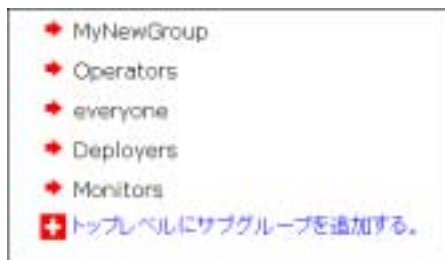 MyNewGroup
Operators
everyone
Deployers
Monitors
トップレベルにサブグループを追加する。